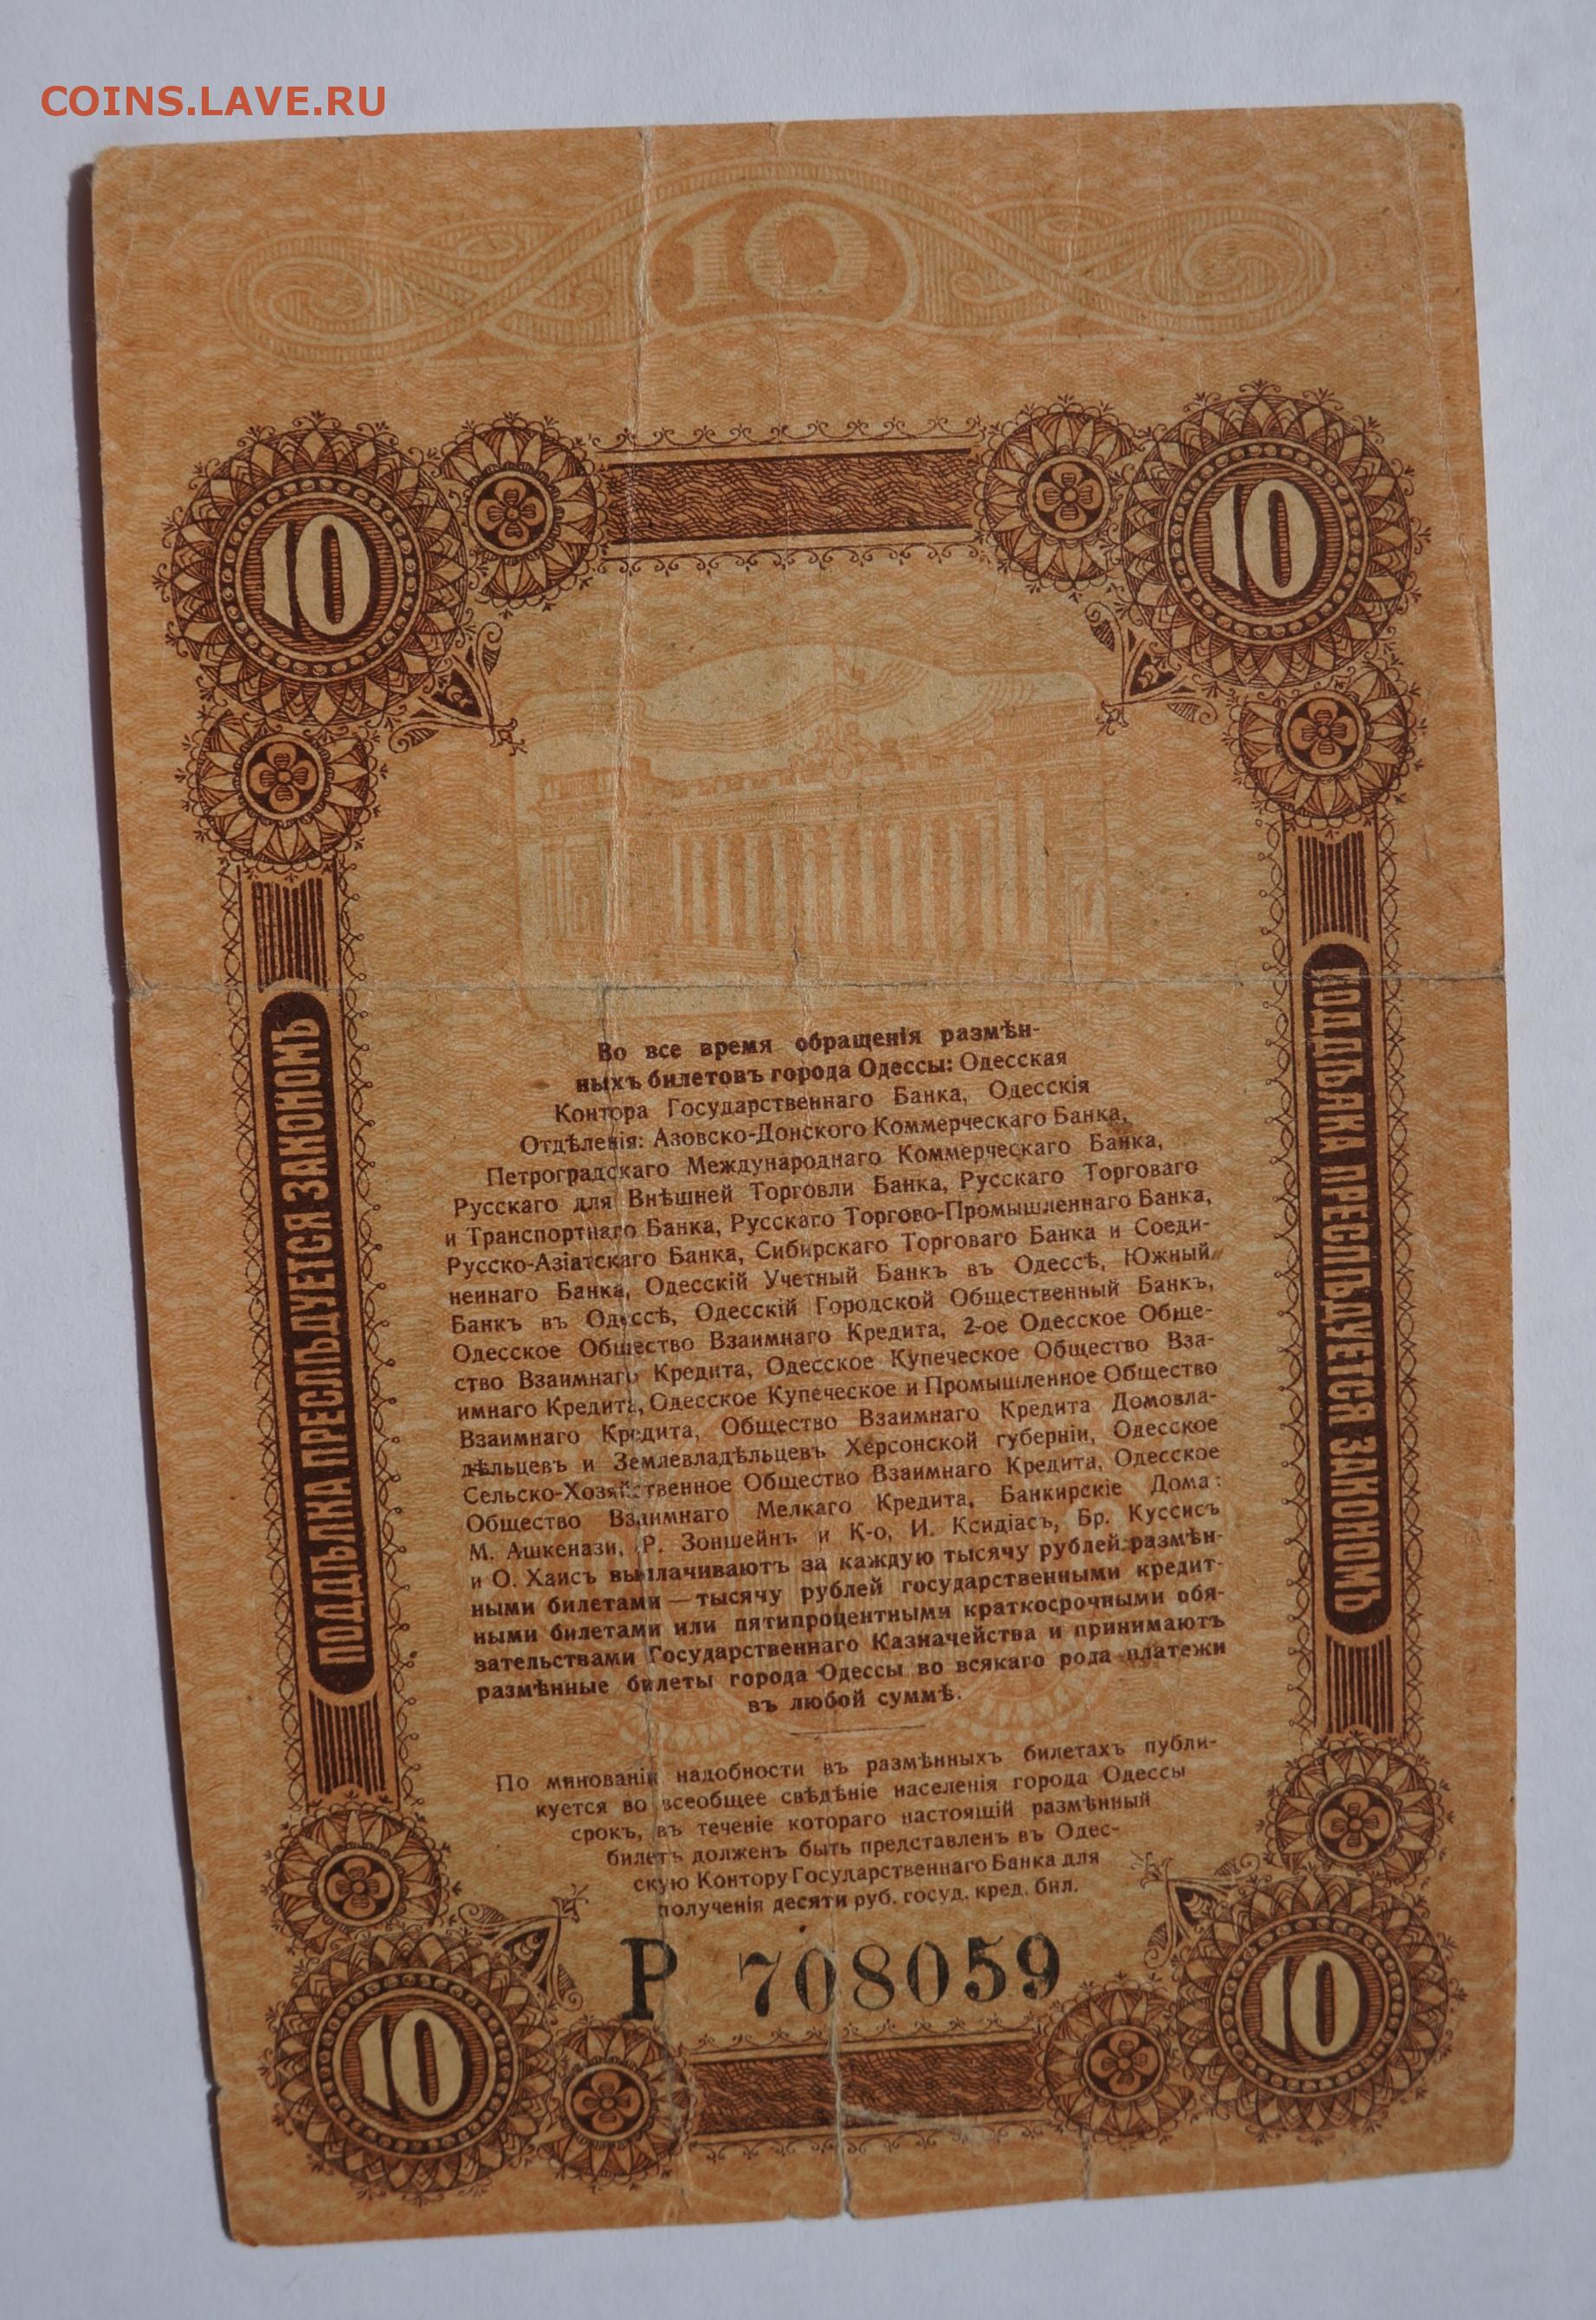 COINS.LAVE.RU
10
10
10
ПОДДѢЛКА ПРЕСЛѢДУЕТСЯ ЗАКОНОМЪ
ПОДДѢЛКА ПРЕСЛѢДУЕТСЯ ЗАКОНОМЪ
Во все время обращенія размѣн-
ныхъ билетовъ города Одессы: Одесская
Контора Государственнаго Банка, Одесскія
Отдѣленія: Азовско-Донского Коммерческаго Банка,
Петроградскаго Международнаго Коммерческаго Банка,
Русскаго для Внѣшней Торговли Банка, Русскаго Торговаго
и Транспортнаго Банка, Русскаго Торгово-Промышленнаго Банка,
Русско-Азіатскаго Банка, Сибирскаго Торговаго Банка и Соеди-
неннаго Банка, Одесскій Учетный Банкъ въ Одессѣ, Южный
Банкъ въ Одессѣ, Одесскій Городской Общественный Банкъ,
Одесское Общество Взаимнаго Кредита, 2-ое Одесское Обще-
ство Взаимнаго Кредита, Одесское Купеческое Общество Вза-
имнаго Кредита, Одесское Купеческое и Промышленное Общество
Взаимнаго Кредита, Общество Взаимнаго Кредита Домовла-
дѣльцевъ и Землевладѣльцевъ Херсонской губерніи, Одесское
Сельско-Хозяйственное Общество Взаимнаго Кредита, Одесское
Общество Взаимнаго Мелкаго Кредита, Банкирскіе Дома:
М. Ашкенази, Р. Зоншейнъ и К-о, И. Ксидіасъ, Бр. Куссисъ
и О. Хаисъ выплачиваютъ за каждую тысячу рублей размѣн-
ными билетами — тысячу рублей государственными кредит-
ными билетами или пятипроцентными краткосрочными обя-
зательствами Государственнаго Казначейства и принимаютъ
размѣнные билеты города Одессы во всякаго рода платежи
въ любой суммѣ.
По минованіи надобности въ размѣнныхъ билетахъ публи-
куется во всеобщее свѣдѣніе населенія города Одессы
срокъ, въ теченіе котораго настоящій размѣнный
билетъ долженъ быть представленъ въ Одес-
скую Контору Государственнаго Банка для
полученія десяти руб. госуд. кред. бил.
Р 708059
10
10